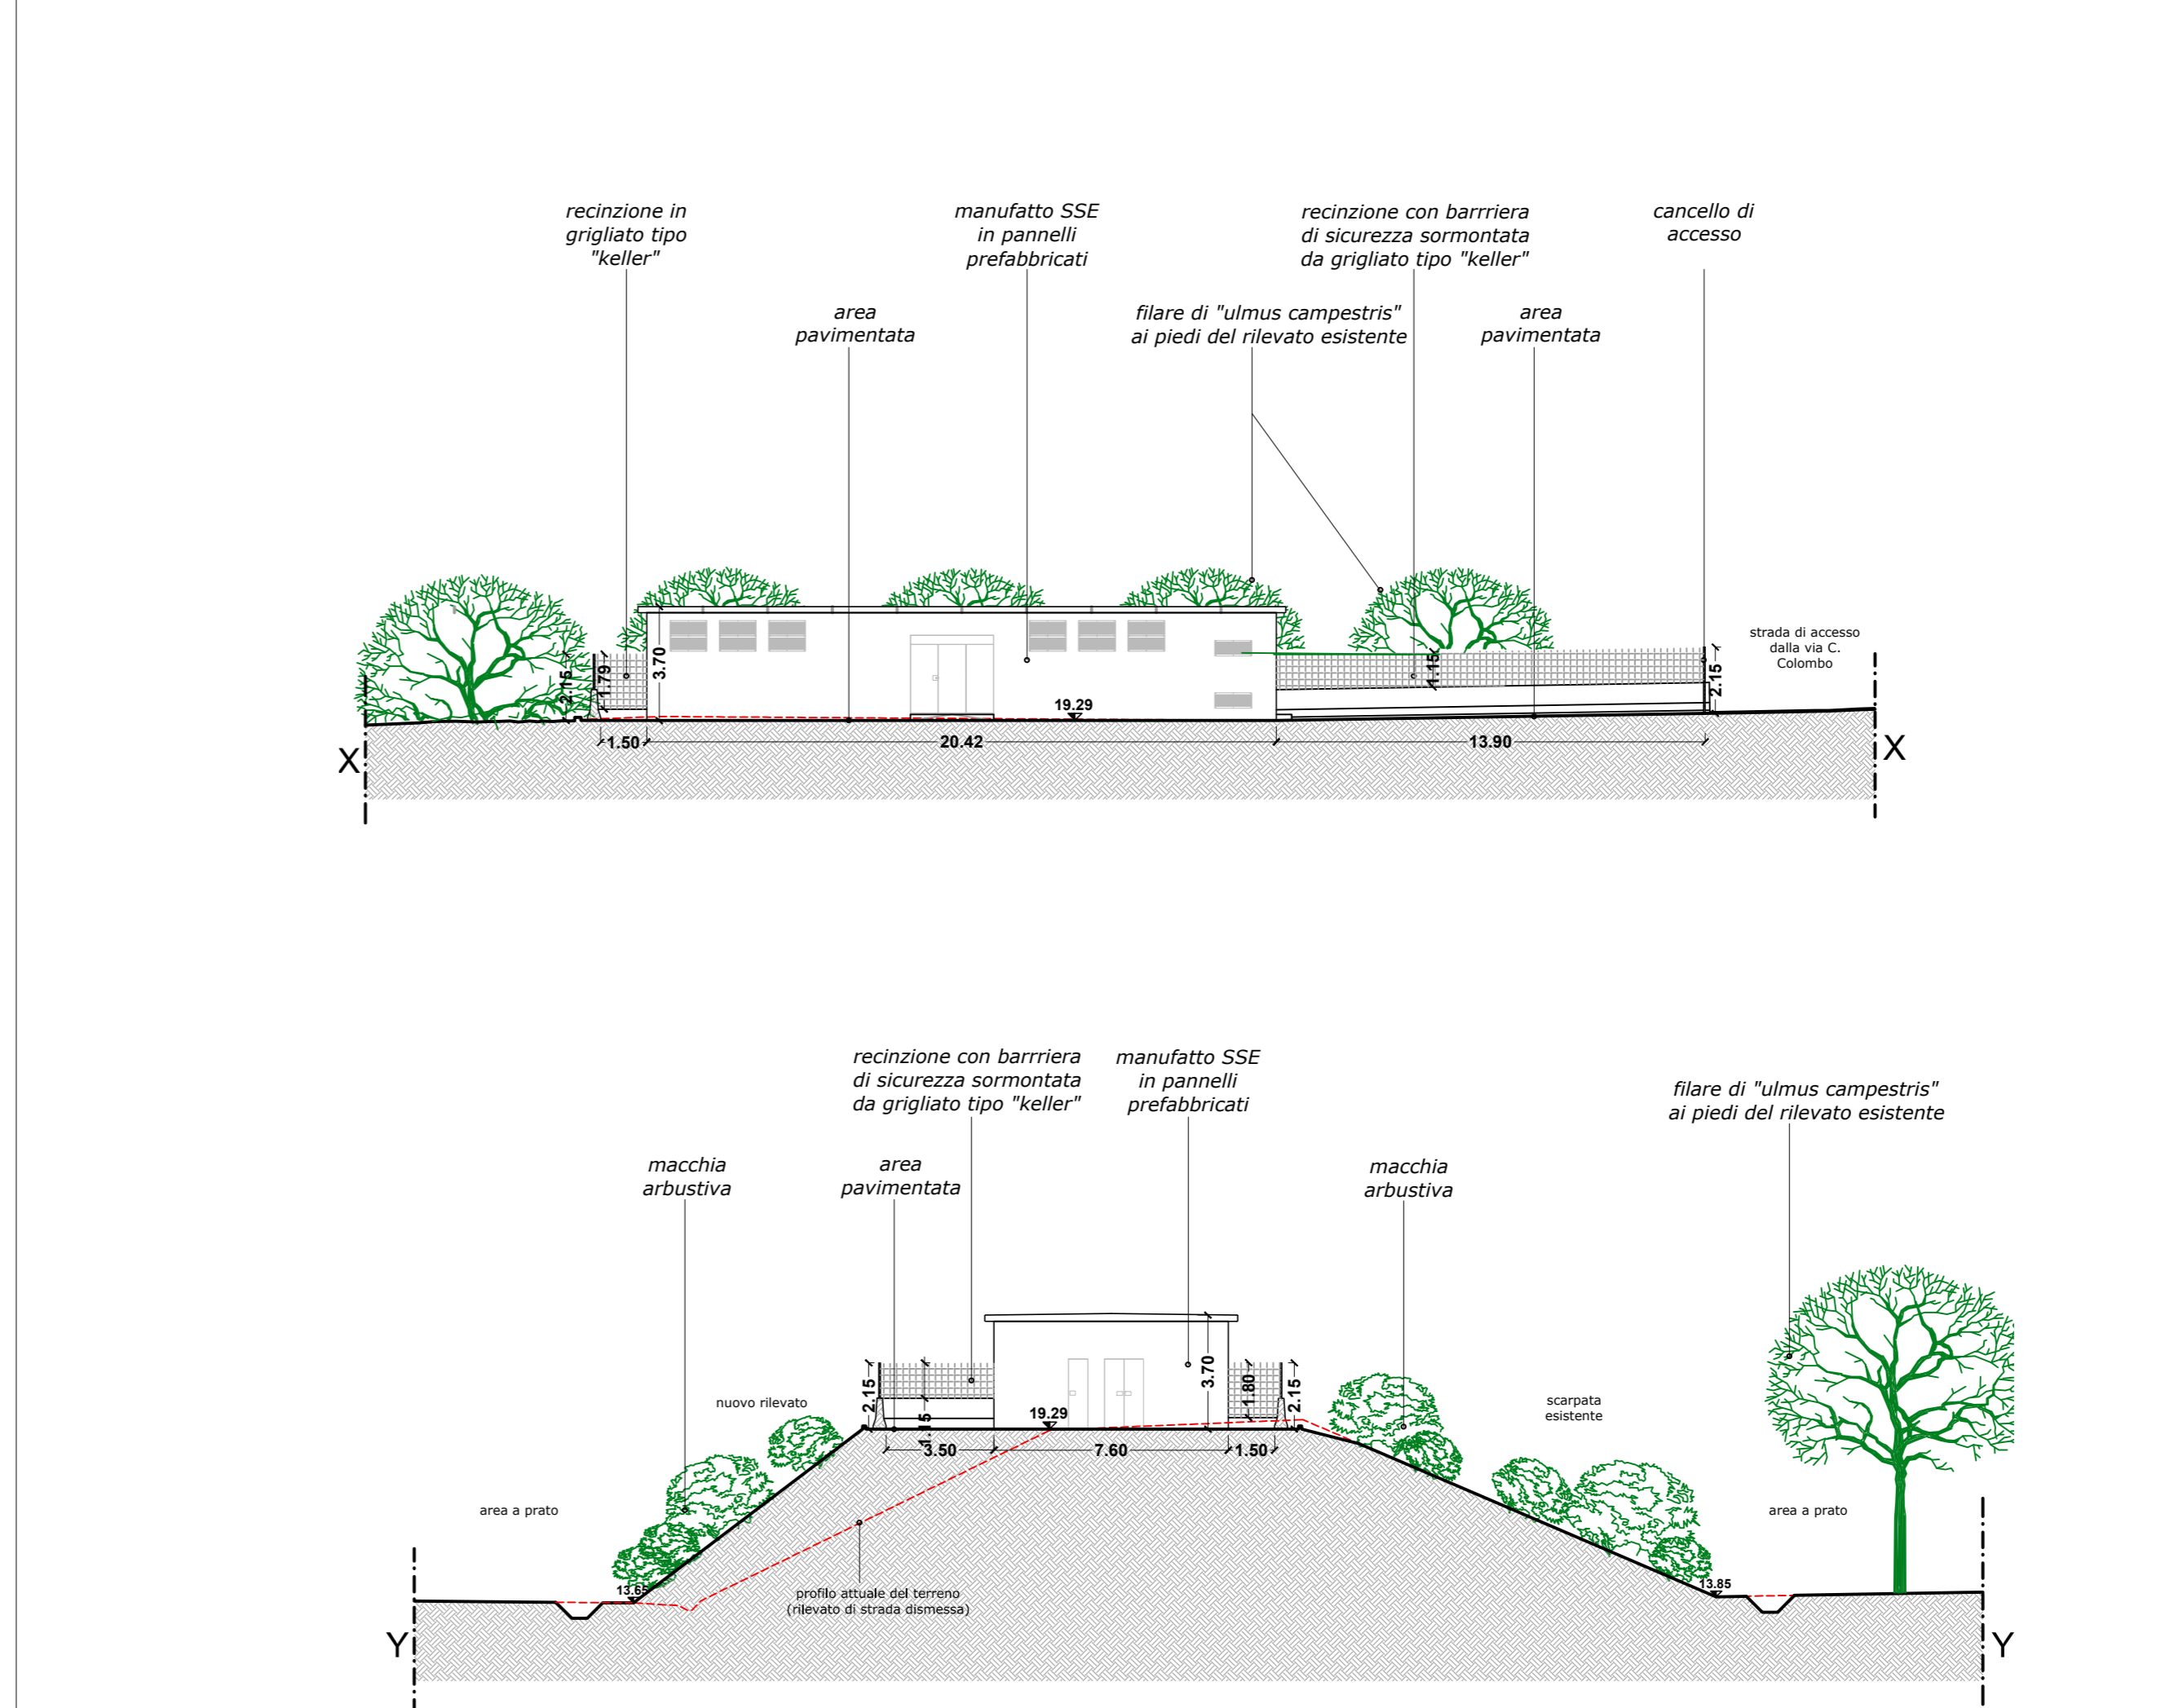 recinzione in
grigliato tipo
"keller"
manufatto SSE
in pannelli
prefabbricati
recinzione con barrriera
di sicurezza sormontata
da grigliato tipo "keller"
cancello di
accesso
area
pavimentata
filare di "ulmus campestris"
ai piedi del rilevato esistente
area
pavimentata
strada di accesso
dalla via C.
Colombo
2.15
1.79
3.70
19.29
1.15
2.15
1.50
20.42
13.90
X
X
recinzione con barrriera
di sicurezza sormontata
da grigliato tipo "keller"
manufatto SSE
in pannelli
prefabbricati
filare di "ulmus campestris"
ai piedi del rilevato esistente
macchia
arbustiva
area
pavimentata
macchia
arbustiva
nuovo rilevato
scarpata
esistente
2.15
1.15
19.29
3.70
1.80
2.15
3.50
7.60
1.50
area a prato
area a prato
13.65
13.85
profilo attuale del terreno
(rilevato di strada dismessa)
Y
Y